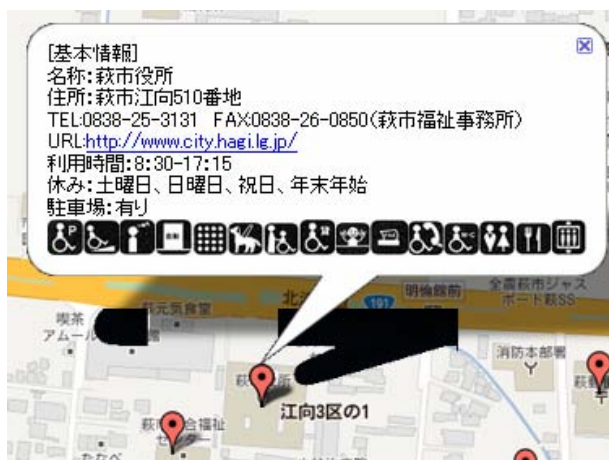 [基本情報]
名称：萩市役所
住所：萩市江向510番地
TEL:0838-25-3131 FAX:0838-26-0850（萩市福祉事務所）
URL:http://www.city.hagi.lg.jp/
利用時間：8:30-17:15
休み：土曜日、日曜日、祝日、年末年始
駐車場：有り
191
明倫館前
全農萩市ジャス
ポート萩SS
萩元気食堂
喫茶
アムール
消防本部署
江向3区の1
たなべ